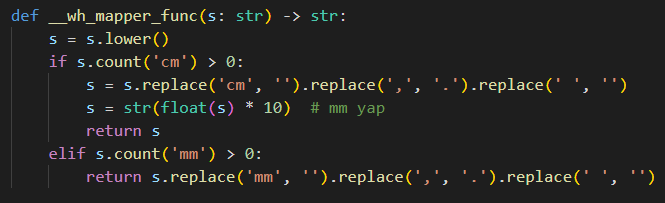 def __wh_mapper_func(s: str) -> str:
    s = s.lower()
    if s.count('cm') > 0:
        s = s.replace('cm', '').replace(',', '.').replace(' ', '')
        s = str(float(s) * 10)  # mm yap
        return s
    elif s.count('mm') > 0:
        return s.replace('mm', '').replace(',', '.').replace(' ', '')